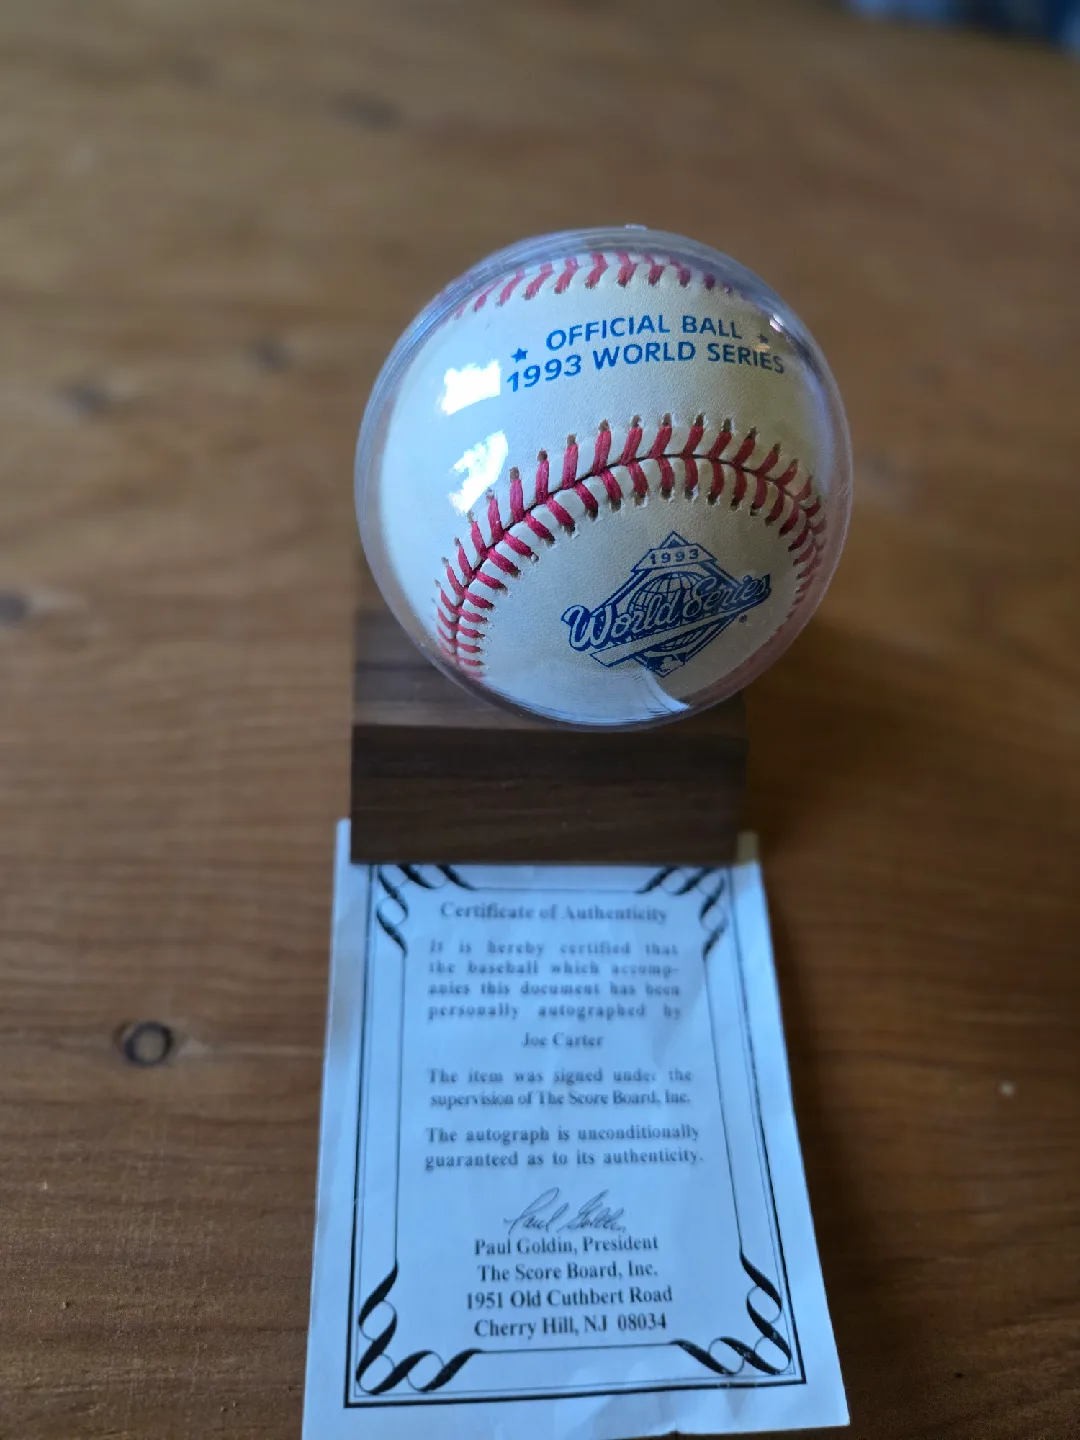 ★ OFFICIAL BALL ★
1993 WORLD SERIES
1993
World Series
Certificate of Authenticity
It is hereby certified that
the baseball which accomp-
anies this document has been
personally autographed by
Joe Carter
The item was signed under the
supervision of The Score Board, Inc.
The autograph is unconditionally
guaranteed as to its authenticity.
Paul Goldin
Paul Goldin, President
The Score Board, Inc.
1951 Old Cuthbert Road
Cherry Hill, NJ 08034